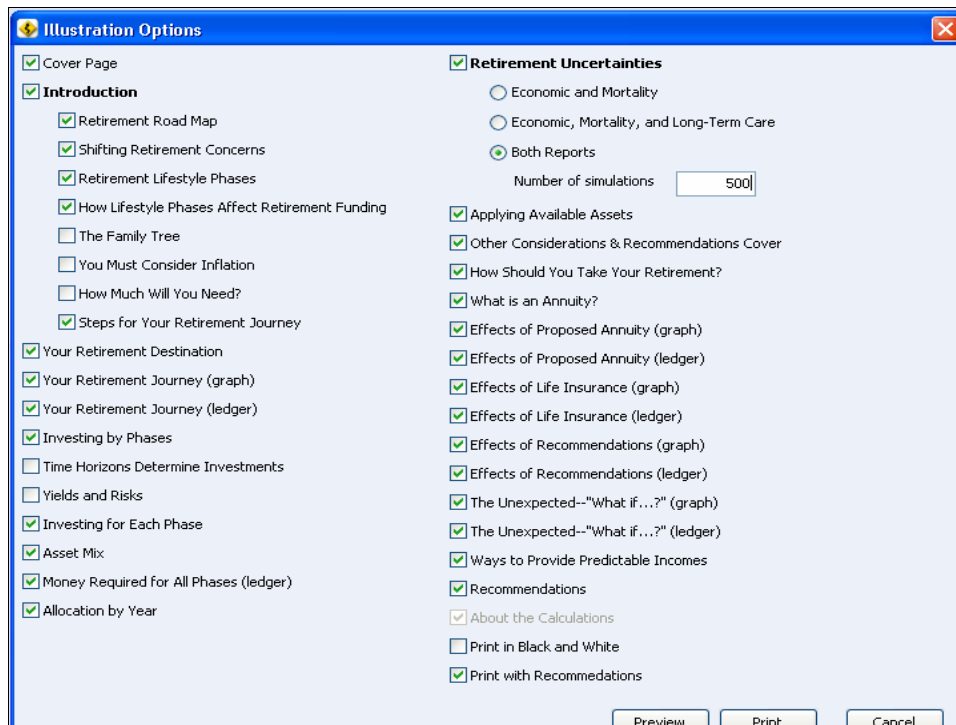 Illustration Options
Cover Page
Introduction
Retirement Road Map
Shifting Retirement Concerns
Retirement Lifestyle Phases
How Lifestyle Phases Affect Retirement Funding
The Family Tree
You Must Consider Inflation
How Much Will You Need?
Steps for Your Retirement Journey
Your Retirement Destination
Your Retirement Journey (graph)
Your Retirement Journey (ledger)
Investing by Phases
Time Horizons Determine Investments
Yields and Risks
Investing for Each Phase
Asset Mix
Money Required for All Phases (ledger)
Allocation by Year
Retirement Uncertainties
Economic and Mortality
Economic, Mortality, and Long-Term Care
Both Reports
Number of simulations 500
Applying Available Assets
Other Considerations & Recommendations Cover
How Should You Take Your Retirement?
What is an Annuity?
Effects of Proposed Annuity (graph)
Effects of Proposed Annuity (ledger)
Effects of Life Insurance (graph)
Effects of Life Insurance (ledger)
Effects of Recommendations (graph)
Effects of Recommendations (ledger)
The Unexpected--"What if...?" (graph)
The Unexpected--"What if...?" (ledger)
Ways to Provide Predictable Incomes
Recommendations
About the Calculations
Print in Black and White
Print with Recommedations
Preview Print Cancel